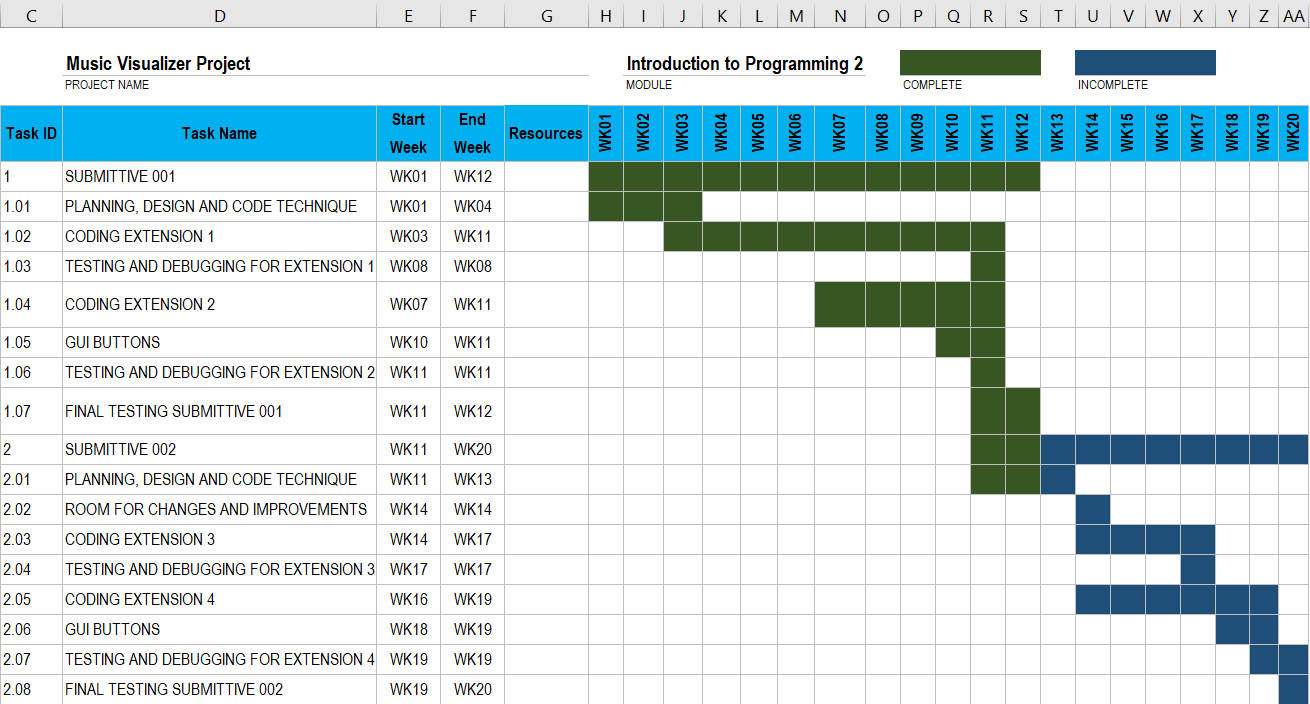 C D E F G H I J K L M N O P Q R S T U V W X Y Z AA
Music Visualizer Project Introduction to Programming 2
PROJECT NAME MODULE COMPLETE INCOMPLETE
Task ID Task Name Start Week End Week Resources WK01 WK02 WK03 WK04 WK05 WK06 WK07 WK08 WK09 WK10 WK11 WK12 WK13 WK14 WK15 WK16 WK17 WK18 WK19 WK20
1 SUBMITTIVE 001 WK01 WK12
1.01 PLANNING, DESIGN AND CODE TECHNIQUE WK01 WK04
1.02 CODING EXTENSION 1 WK03 WK11
1.03 TESTING AND DEBUGGING FOR EXTENSION 1 WK08 WK08
1.04 CODING EXTENSION 2 WK07 WK11
1.05 GUI BUTTONS WK10 WK11
1.06 TESTING AND DEBUGGING FOR EXTENSION 2 WK11 WK11
1.07 FINAL TESTING SUBMITTIVE 001 WK11 WK12
2 SUBMITTIVE 002 WK11 WK20
2.01 PLANNING, DESIGN AND CODE TECHNIQUE WK11 WK13
2.02 ROOM FOR CHANGES AND IMPROVEMENTS WK14 WK14
2.03 CODING EXTENSION 3 WK14 WK17
2.04 TESTING AND DEBUGGING FOR EXTENSION 3 WK17 WK17
2.05 CODING EXTENSION 4 WK16 WK19
2.06 GUI BUTTONS WK18 WK19
2.07 TESTING AND DEBUGGING FOR EXTENSION 4 WK19 WK19
2.08 FINAL TESTING SUBMITTIVE 002 WK19 WK20